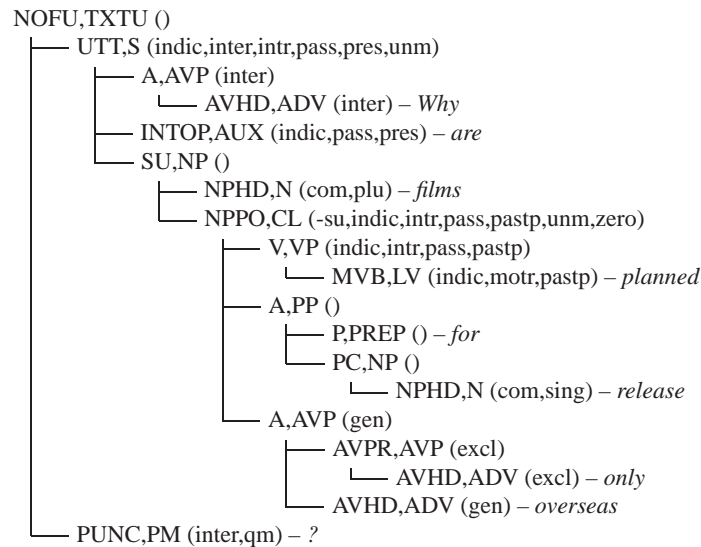 NOFU,TXTU ()
UTT,S (indic,inter,intr,pass,pres,unm)
A,AVP (inter)
AVHD,ADV (inter) – Why
INTOP,AUX (indic,pass,pres) – are
SU,NP ()
NPHD,N (com,plu) – films
NPPO,CL (-su,indic,intr,pass,pastp,unm,zero)
V,VP (indic,intr,pass,pastp)
MVB,LV (indic,motr,pastp) – planned
A,PP ()
P,PREP () – for
PC,NP ()
NPHD,N (com,sing) – release
A,AVP (gen)
AVPR,AVP (excl)
AVHD,ADV (excl) – only
AVHD,ADV (gen) – overseas
PUNC,PM (inter,qm) – ?